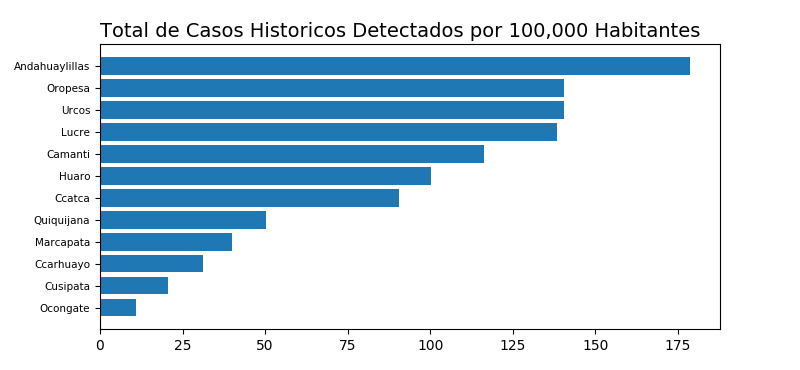 Total de Casos Historicos Detectados por 100,000 Habitantes
Andahuaylillas
Oropesa
Urcos
Lucre
Camanti
Huaro
Ccatca
Quiquijana
Marcapata
Ccarhuayo
Cusipata
Ocongate
0 25 50 75 100 125 150 175